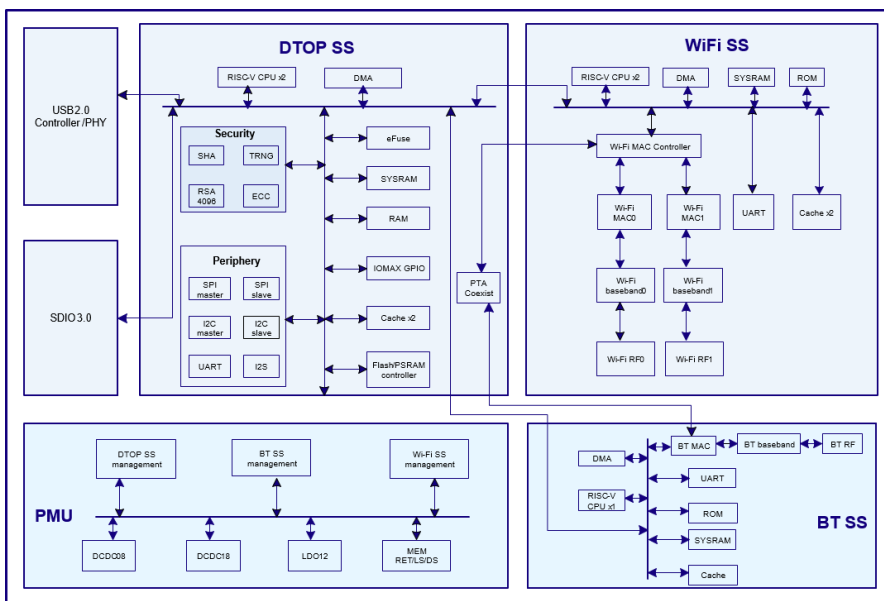 DTOP SS
WiFi SS
USB2.0
Controller/PHY
SDIO3.0
RISC-V CPU x2
DMA
Security
SHA
TRNG
RSA
4096
ECC
Periphery
SPI
master
SPI
slave
I2C
master
I2C
slave
UART
I2S
eFuse
SYSRAM
RAM
IOMAX GPIO
Cache x2
Flash/PSRAM
controller
PTA
Coexist
RISC-V CPU x2
DMA
SYSRAM
ROM
Wi-Fi MAC Controller
Wi-Fi
MAC0
Wi-Fi
MAC1
UART
Cache x2
Wi-Fi
baseband0
Wi-Fi
baseband1
Wi-Fi RF0
Wi-Fi RF1
PMU
DTOP SS
management
BT SS
management
Wi-Fi SS
management
DCDC08
DCDC18
LDO12
MEM
RET/LS/DS
BT SS
BT MAC
BT baseband
BT RF
DMA
UART
RISC-V
CPU x1
ROM
SYSRAM
Cache